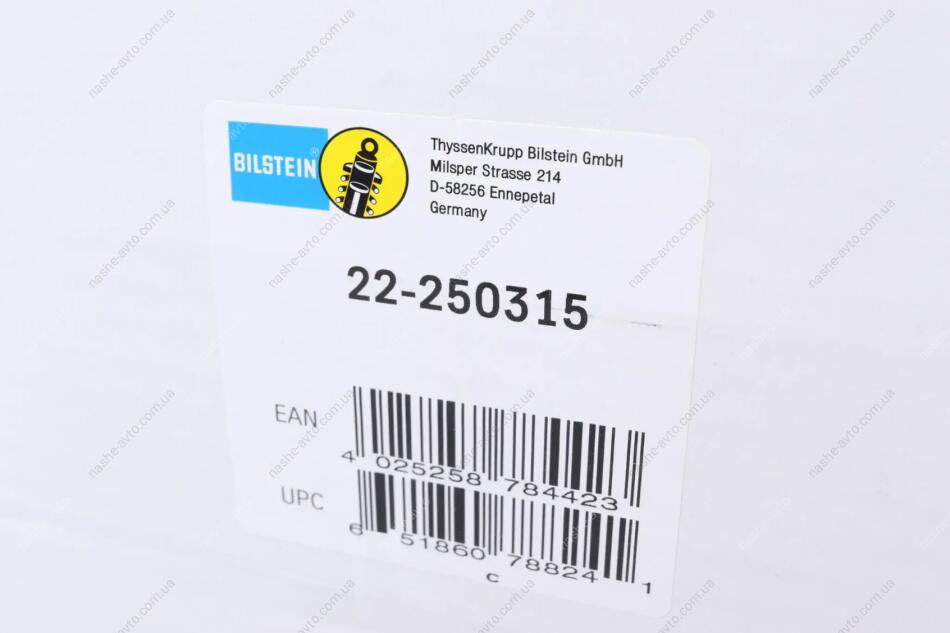 BILSTEIN®
ThyssenKrupp Bilstein GmbH
Milsper Strasse 214
D-58256 Ennepetal
Germany
22-250315
EAN
4 025258 784423
UPC
6 51860 78824 1
c
nashe-avto.com.ua